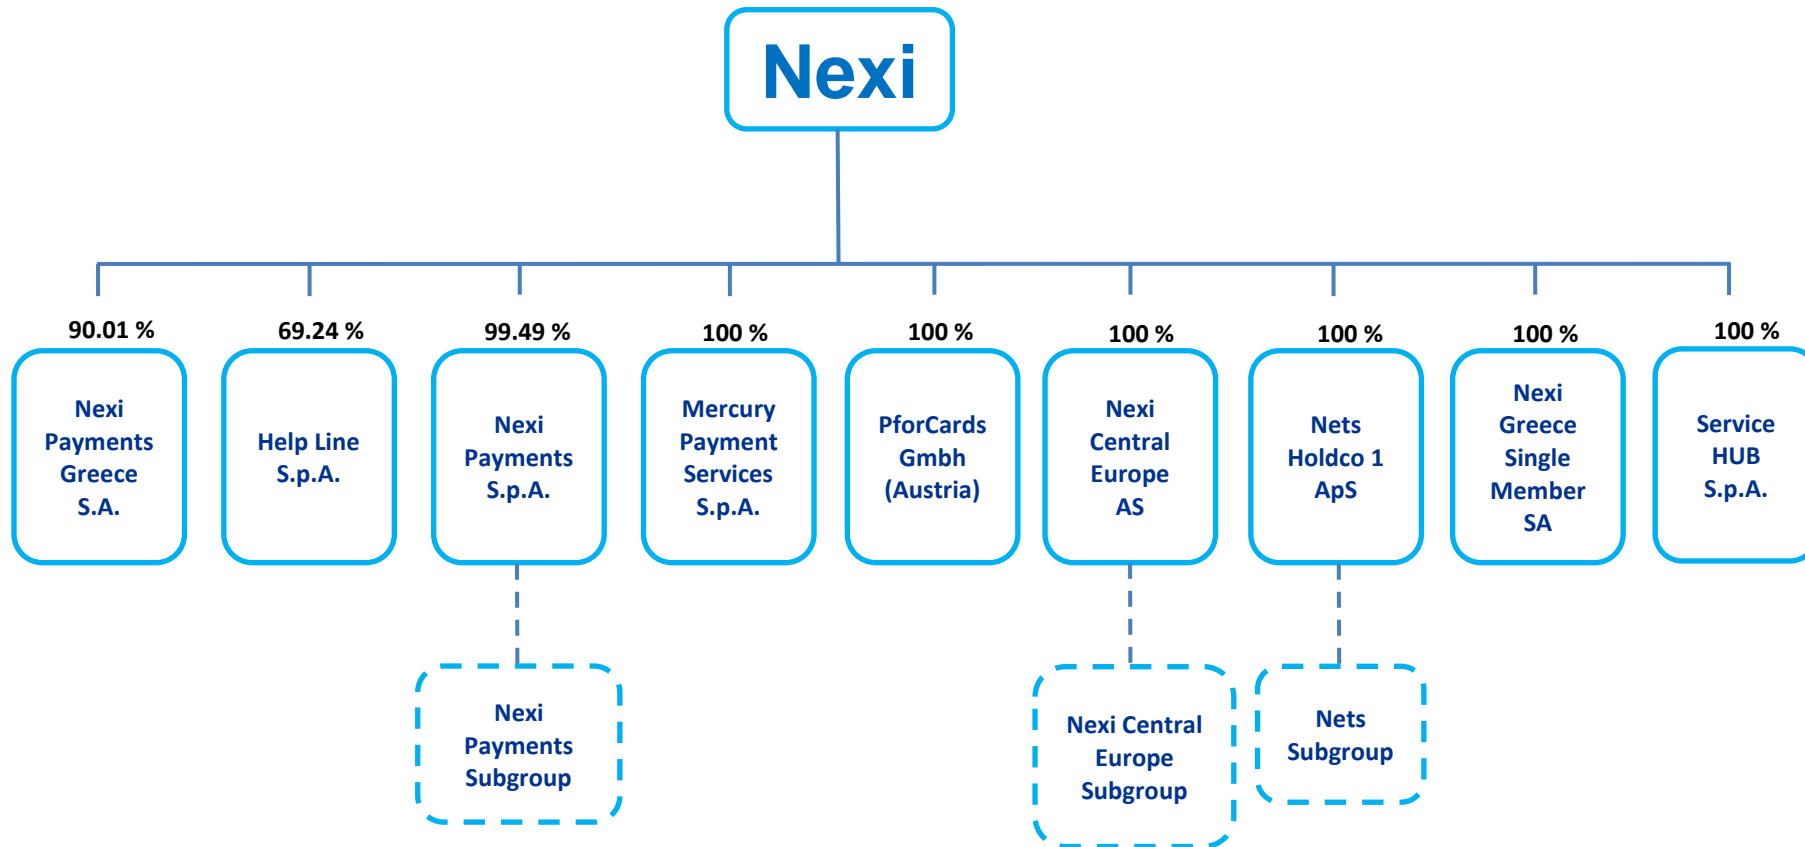 Nexi
90.01 %
69.24 %
99.49 %
100 %
100 %
100 %
100 %
100 %
100 %
Nexi
Payments
Greece
S.A.
Help Line
S.p.A.
Nexi
Payments
S.p.A.
Mercury
Payment
Services
S.p.A.
PforCards
Gmbh
(Austria)
Nexi
Central
Europe
AS
Nets
Holdco 1
ApS
Nexi
Greece
Single
Member
SA
Service
HUB
S.p.A.
Nexi
Payments
Subgroup
Nexi Central
Europe
Subgroup
Nets
Subgroup